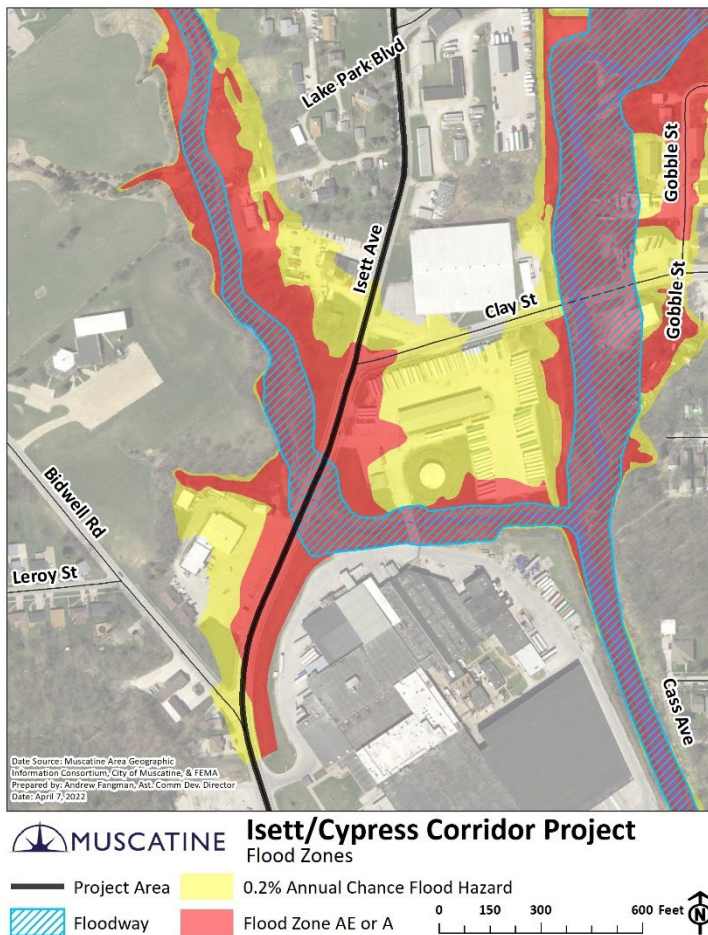 Lake Park Blvd
Gobble St
Isett Ave
Clay St
Gobble St
Bidwell Rd
Leroy St
Cass Ave
Date Source: Muscatine Area Geographic
Information Consortium, City of Muscatine, & FEMA
Prepared by: Andrew Fangman, Ast. Comm Dev. Director
Date: April 7, 2022
MUSCATINE
Isett/Cypress Corridor Project
Flood Zones
Project Area
0.2% Annual Chance Flood Hazard
Floodway
Flood Zone AE or A
0 150 300 600 Feet
N